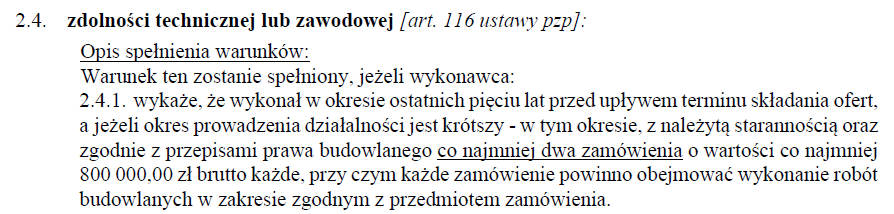 2.4. zdolności technicznej lub zawodowej [art. 116 ustawy pzp]:
Opis spełnienia warunków:
Warunek ten zostanie spełniony, jeżeli wykonawca:
2.4.1. wykaże, że wykonał w okresie ostatnich pięciu lat przed upływem terminu składania ofert,
a jeżeli okres prowadzenia działalności jest krótszy - w tym okresie, z należytą starannością oraz
zgodnie z przepisami prawa budowlanego co najmniej dwa zamówienia o wartości co najmniej
800 000,00 zł brutto każde, przy czym każde zamówienie powinno obejmować wykonanie robót
budowlanych w zakresie zgodnym z przedmiotem zamówienia.